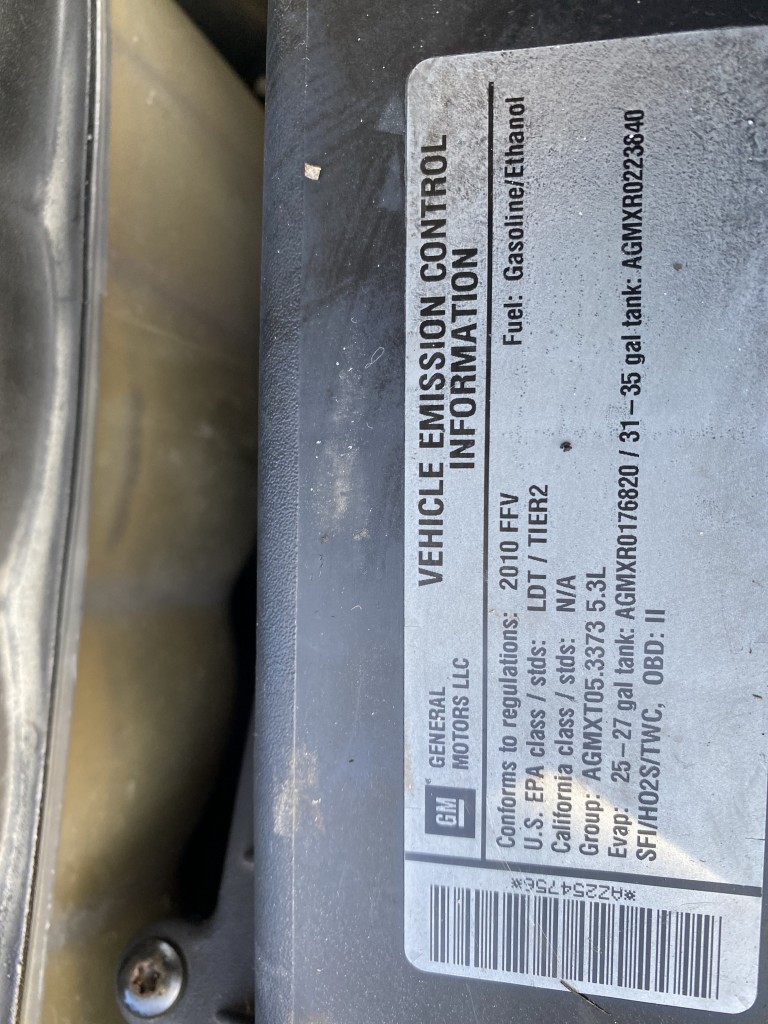 *A2254756*
GM
GENERAL
MOTORS LLC
VEHICLE EMISSION CONTROL
INFORMATION
Conforms to regulations: 2010 FFV Fuel: Gasoline/Ethanol
U.S. EPA class / stds: LDT / TIER2
California class / stds: N/A
Group: AGMXT05.3373 5.3L
Evap: 25-27 gal tank: AGMXR0176820 / 31-35 gal tank: AGMXR0223640
SFI/HO2S/TWC, OBD: II